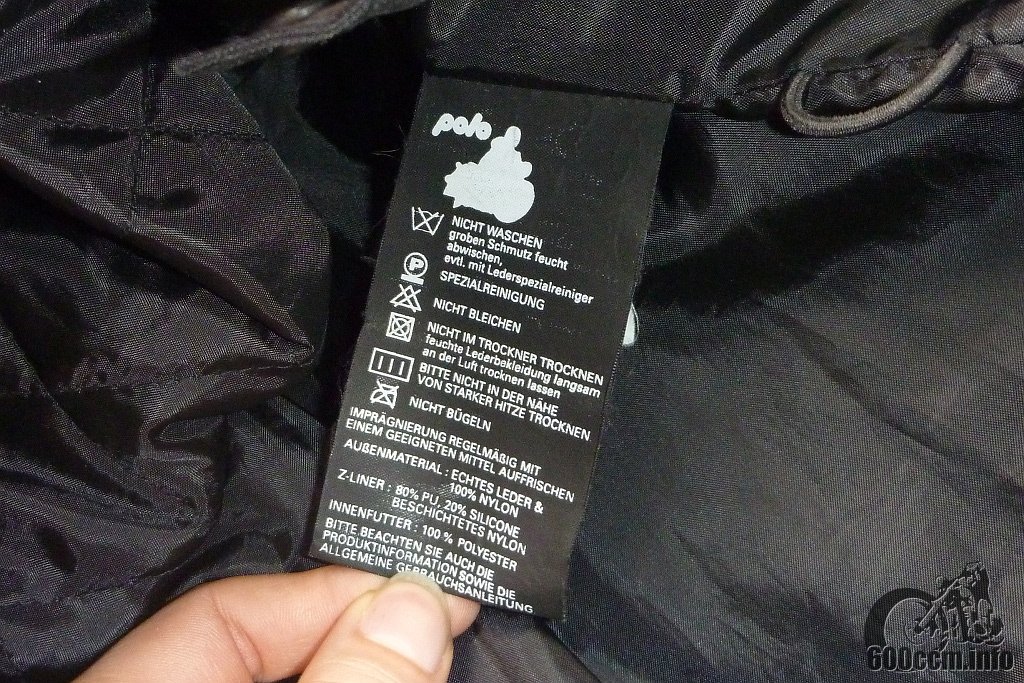 polo
NICHT WASCHEN
groben Schmutz feucht
abwischen,
evtl. mit Lederspezialreiniger
P
SPEZIALREINIGUNG
NICHT BLEICHEN
NICHT IM TROCKNER TROCKNEN
feuchte Lederbekleidung langsam
an der Luft trocknen lassen
BITTE NICHT IN DER NÄHE
VON STARKER HITZE TROCKNEN
NICHT BÜGELN
IMPRÄGNIERUNG REGELMÄßIG MIT
EINEM GEEIGNETEN MITTEL AUFFRISCHEN
AUßENMATERIAL : ECHTES LEDER &
100% NYLON
Z-LINER : 80% PU, 20% SILICONE
BESCHICHTETES NYLON
INNENFUTTER : 100 % POLYESTER
BITTE BEACHTEN SIE AUCH DIE
PRODUKTINFORMATION SOWIE DIE
ALLGEMEINE GEBRAUCHSANLEITUNG
600ccm.info